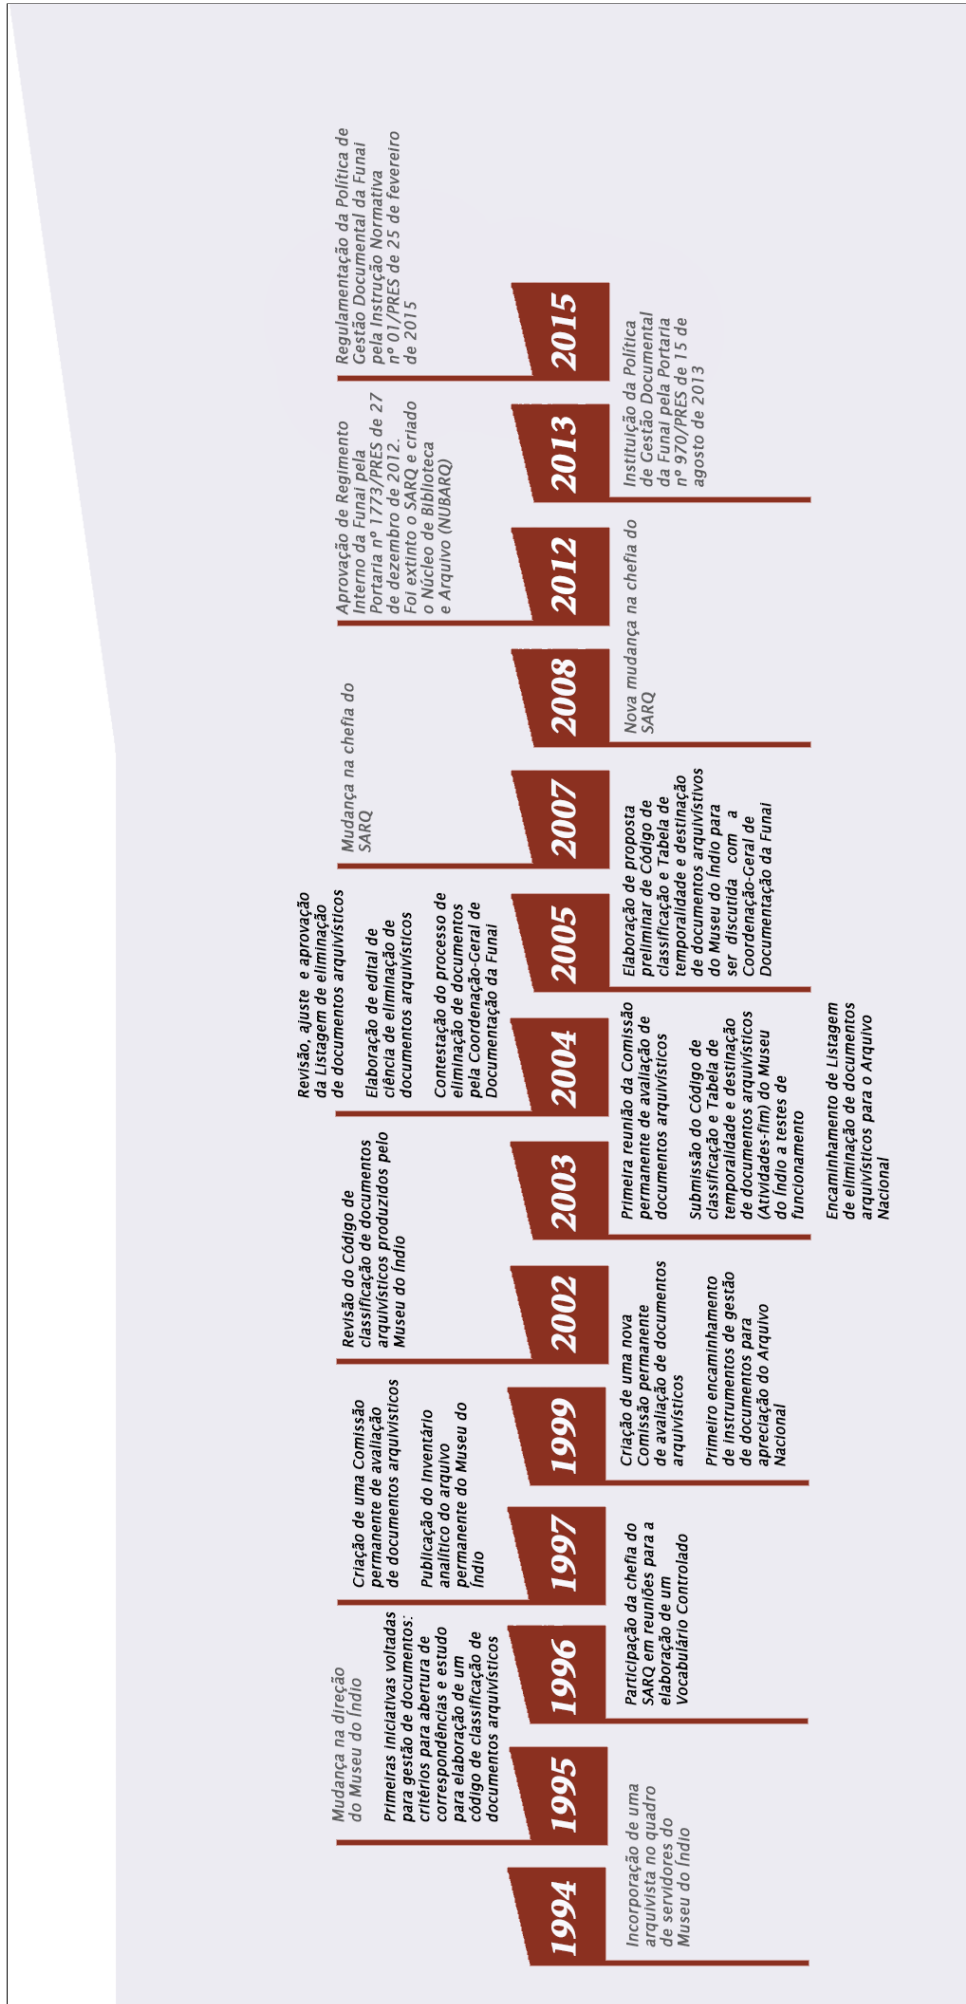 1994
Incorporação de uma
arquivista no quadro
de servidores do
Museu do Índio
1995
Mudança na direção
do Museu do Índio
Primeiras iniciativas voltadas
para gestão de documentos:
critérios para abertura de
correspondências e estudo
para elaboração de um
código de classificação de
documentos arquivísticos
1996
Participação da chefia do
SARQ em reuniões para a
elaboração de um
Vocabulário Controlado
1997
Criação de uma Comissão
permanente de avaliação
de documentos arquivísticos
Publicação do Inventário
analítico do arquivo
permanente do Museu do
Índio
1999
Criação de uma nova
Comissão permanente
de avaliação de documentos
arquivísticos
Primeiro encaminhamento
de instrumentos de gestão
de documentos para
apreciação do Arquivo
Nacional
2002
Revisão do Código de
classificação de documentos
arquivísticos produzidos pelo
Museu do Índio
2003
Primeira reunião da Comissão
permanente de avaliação de
documentos arquivísticos
Submissão do Código de
classificação e Tabela de
temporalidade e destinação
de documentos arquivísticos
(Atividades-fim) do Museu
do Índio a testes de
funcionamento
Encaminhamento de Listagem
de eliminação de documentos
arquivísticos para o Arquivo
Nacional
2004
Revisão, ajuste e aprovação
da Listagem de eliminação
de documentos arquivísticos
Elaboração de edital de
ciência de eliminação de
documentos arquivísticos
Contestação do processo de
eliminação de documentos
pela Coordenação-Geral de
Documentação da Funai
2005
Elaboração de proposta
preliminar de Código de
classificação e Tabela de
temporalidade e destinação
de documentos arquivístivos
do Museu do Índio para
ser discutida com a
Coordenação-Geral de
Documentação da Funai
2007
Mudança na chefia do
SARQ
2008
Nova mudança na chefia do
SARQ
2012
Aprovação de Regimento
Interno da Funai pela
Portaria nº 1773/PRES de 27
de dezembro de 2012.
Foi extinto o SARQ e criado
o Núcleo de Biblioteca
e Arquivo (NUBARQ)
2013
Instituição da Política
de Gestão Documental
da Funai pela Portaria
nº 970/PRES de 15 de
agosto de 2013
2015
Regulamentação da Política de
Gestão Documental da Funai
pela Instrução Normativa
nº 01/PRES de 25 de fevereiro
de 2015